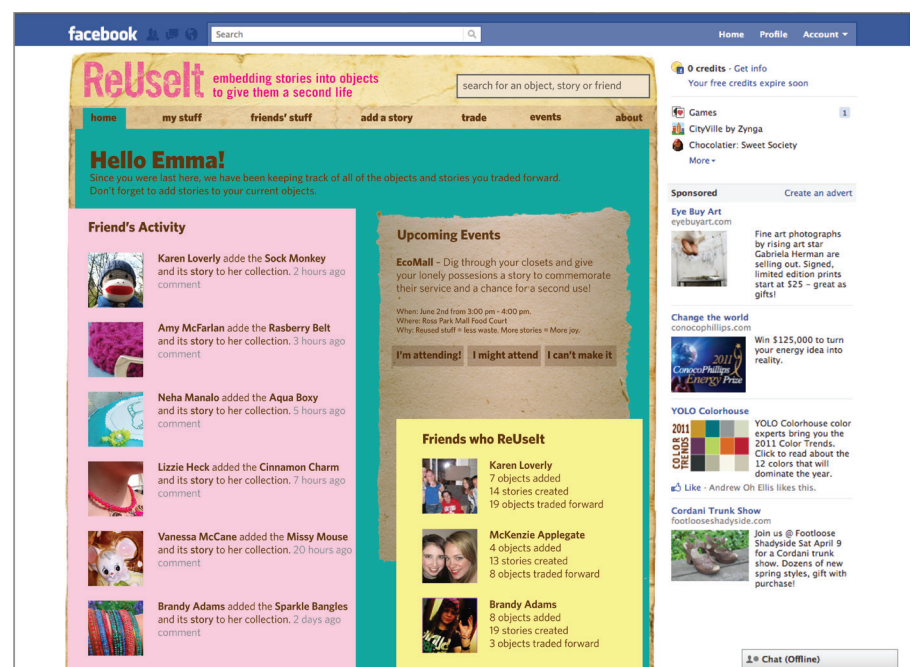 facebook
Search
Home Profile Account
ReUseIt
embedding stories into objects
to give them a second life
search for an object, story or friend
home my stuff friends' stuff add a story trade events about
Hello Emma!
Since you were last here, we have been keeping track of all of the objects and stories you traded forward.
Don't forget to add stories to your current objects.
Friend's Activity
Karen Loverly adde the Sock Monkey
and its story to her collection. 2 hours ago
comment
Amy McFarlan adde the Rasberry Belt
and its story to her collection. 3 hours ago
comment
Neha Manalo added the Aqua Boxy
and its story to her collection. 5 hours ago
comment
Lizzie Heck added the Cinnamon Charm
and its story to her collection. 7 hours ago
comment
Vanessa McCane added the Missy Mouse
and its story to her collection. 20 hours ago
comment
Brandy Adams added the Sparkle Bangles
and its story to her collection. 2 days ago
comment
Upcoming Events
EcoMall – Dig through your closets and give
your lonely possesions a story to commemorate
their service and a chance for a second use!
When: June 2nd from 3:00 pm - 4:00 pm.
Where: Ross Park Mall Food Court
Why: Reused stuff = less waste. More stories = More joy.
I'm attending! I might attend I can't make it
Friends who ReUseIt
Karen Loverly
7 objects added
14 stories created
19 objects traded forward
McKenzie Applegate
4 objects added
13 stories created
8 objects traded forward
Brandy Adams
8 objects added
19 stories created
3 objects traded forward
0 credits · Get info
Your free credits expire soon
Games 1
CityVille by Zynga
Chocolatier: Sweet Society
More
Sponsored Create an advert
Eye Buy Art
eyebuyart.com
Fine art photographs
by rising art star
Gabriela Herman are
selling out. Signed,
limited edition prints
start at $25 – great as
gifts!
Change the world
conocophillips.com
2011
ConocoPhillips
Energy Prize
Win $125,000 to turn
your energy idea into
reality.
YOLO Colorhouse
2011
COLOR
TRENDS
YOLO Colorhouse color
experts bring you the
2011 Color Trends.
Click to read about the
12 colors that will
dominate the year.
Like · Andrew Oh Ellis likes this.
Cordani Trunk Show
footlooseshadyside.com
Join us @ Footloose
Shadyside Sat April 9
for a Cordani trunk
show. Dozens of new
spring styles, gift with
purchase!
Chat (Offline)